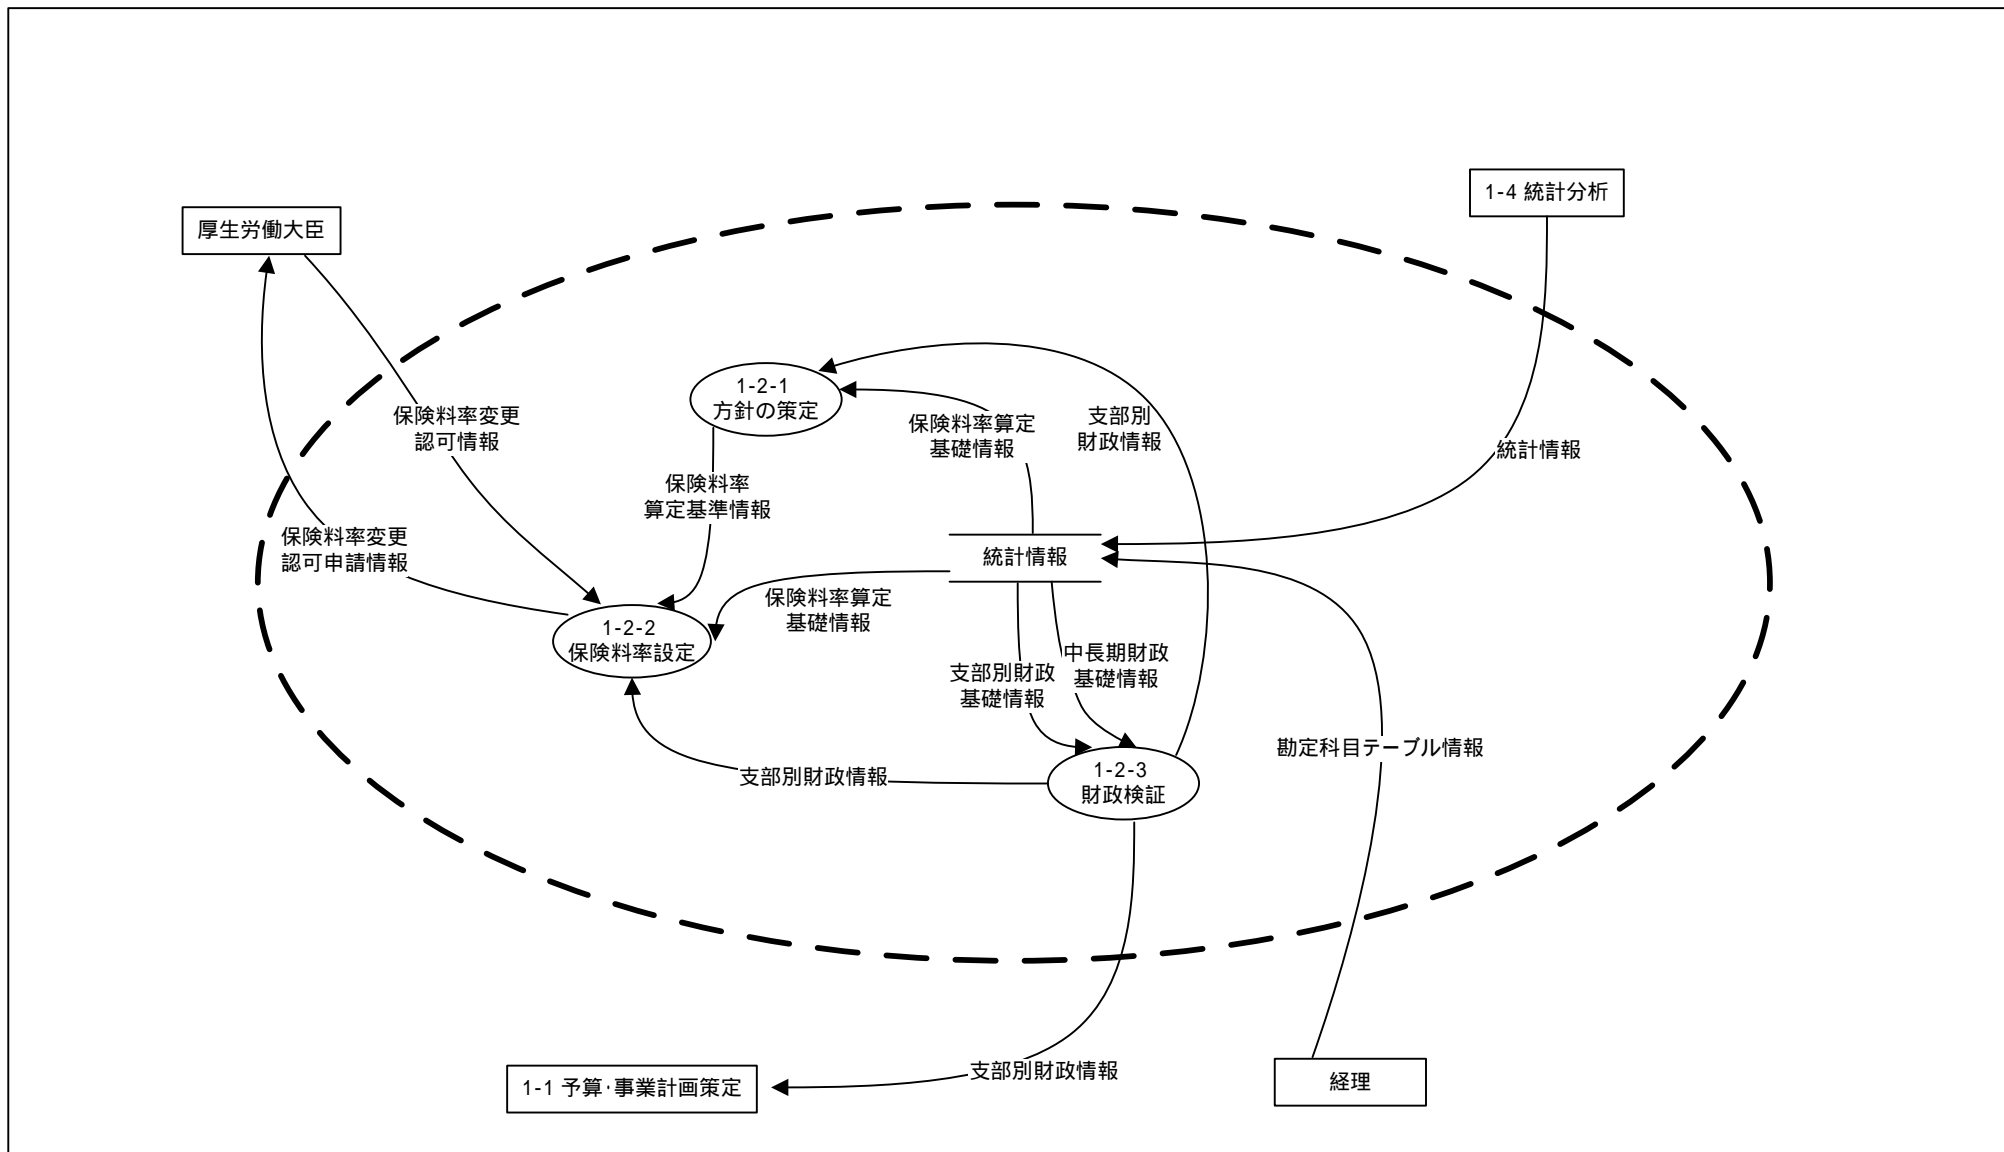 1-4 統計分析
厚生労働大臣
1-2-1
方針の策定
保険料率変更
認可情報
保険料率算定
基礎情報
支部別
財政情報
統計情報
保険料率
算定基準情報
保険料率変更
認可申請情報
統計情報
保険料率算定
基礎情報
1-2-2
保険料率設定
支部別財政
基礎情報
中長期財政
基礎情報
支部別財政情報
1-2-3
財政検証
勘定科目テーブル情報
支部別財政情報
1-1 予算·事業計画策定
経理